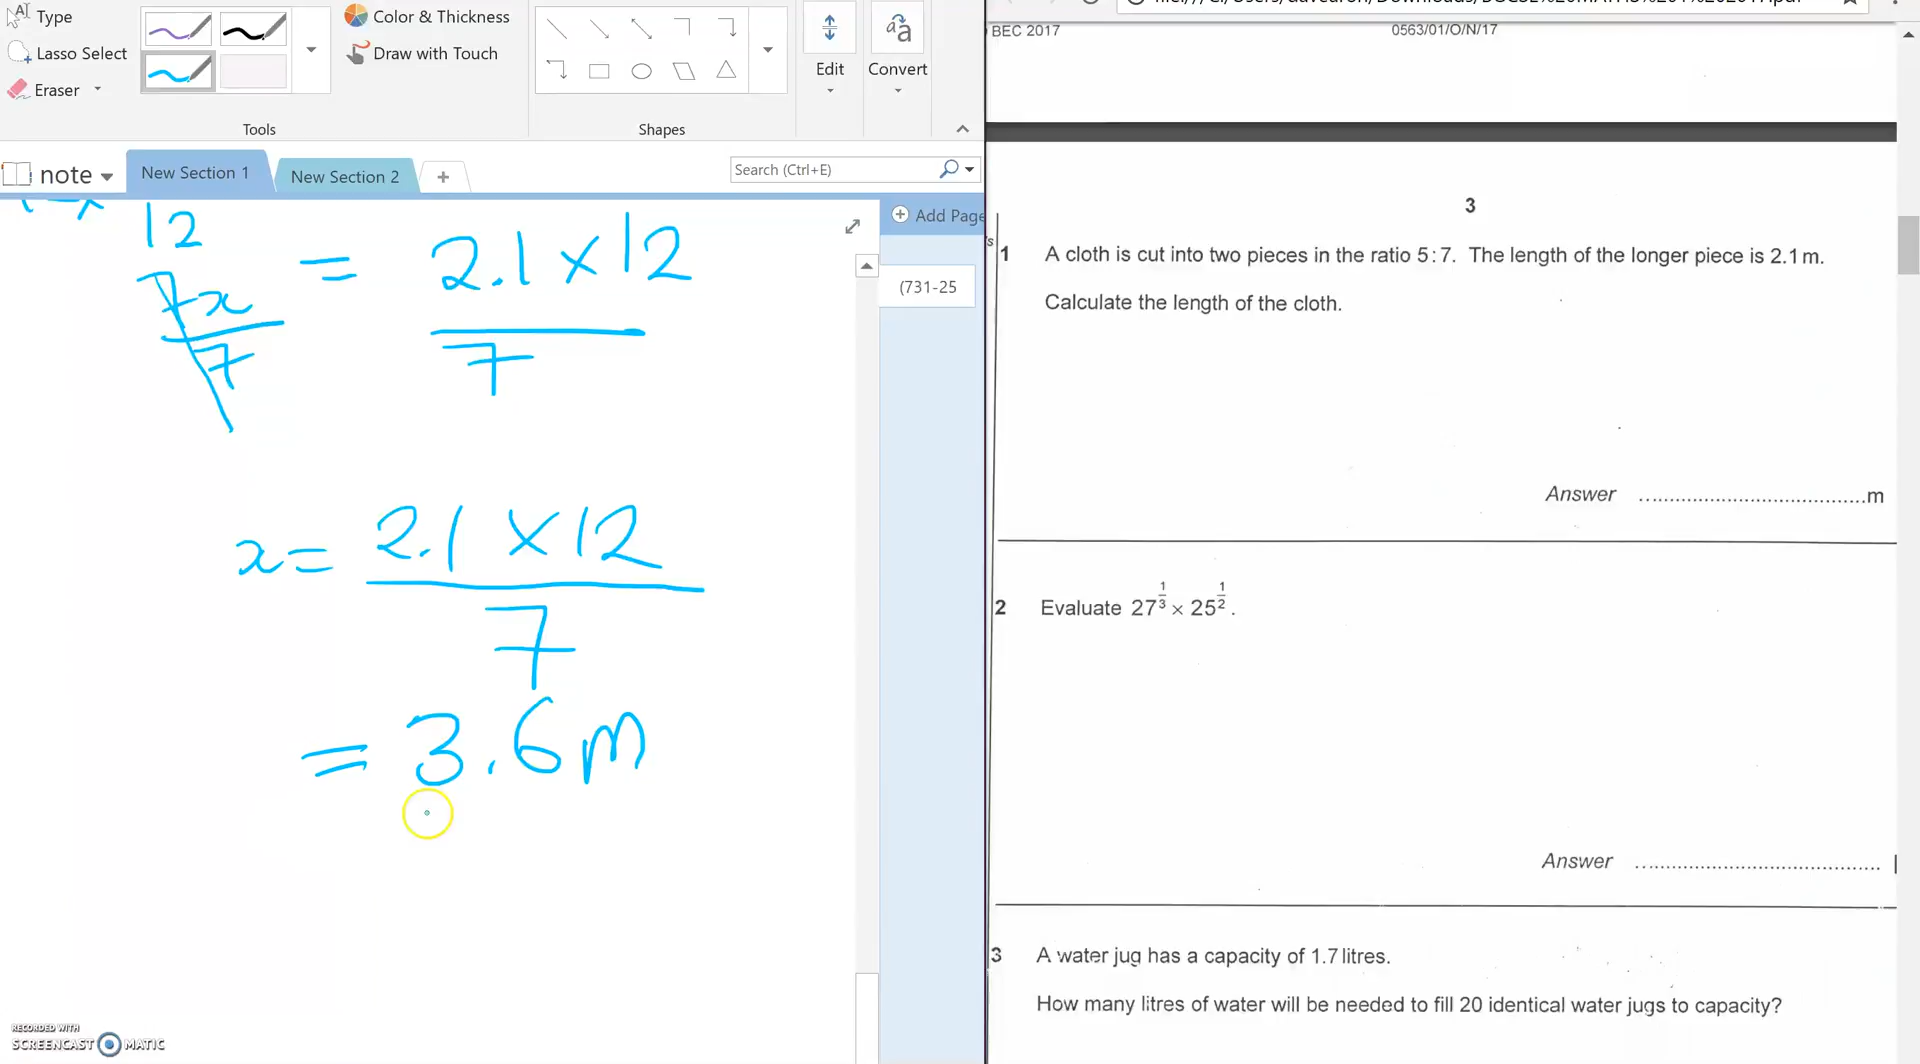 Type
Lasso Select
Eraser
Color & Thickness
Draw with Touch
Edit
Convert
Tools
Shapes
note
New Section 1
New Section 2
+
Search (Ctrl+E)
Add Page
(731-25
12
7x = 2.1 × 12
7 7
x = 2.1 × 12
7
= 3.6m
RECORDED WITH
SCREENCAST MATIC
BEC 2017
0563/01/O/N/17
3
1 A cloth is cut into two pieces in the ratio 5:7. The length of the longer piece is 2.1 m.
Calculate the length of the cloth.
Answer ........................................m
2 Evaluate 27^(1/3) × 25^(1/2).
Answer ............................................
3 A water jug has a capacity of 1.7 litres.
How many litres of water will be needed to fill 20 identical water jugs to capacity?